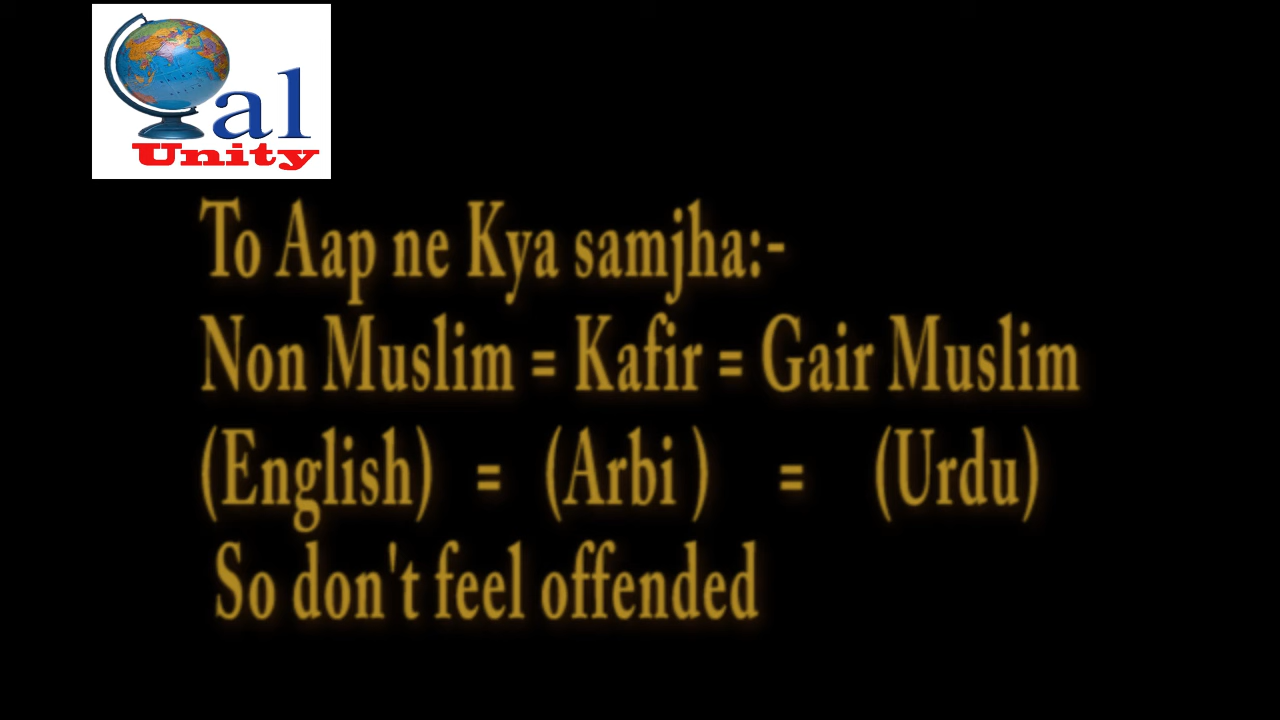 al
Unity
To Aap ne Kya samjha:-
Non Muslim = Kafir = Gair Muslim
(English) = (Arbi ) = (Urdu)
So don't feel offended